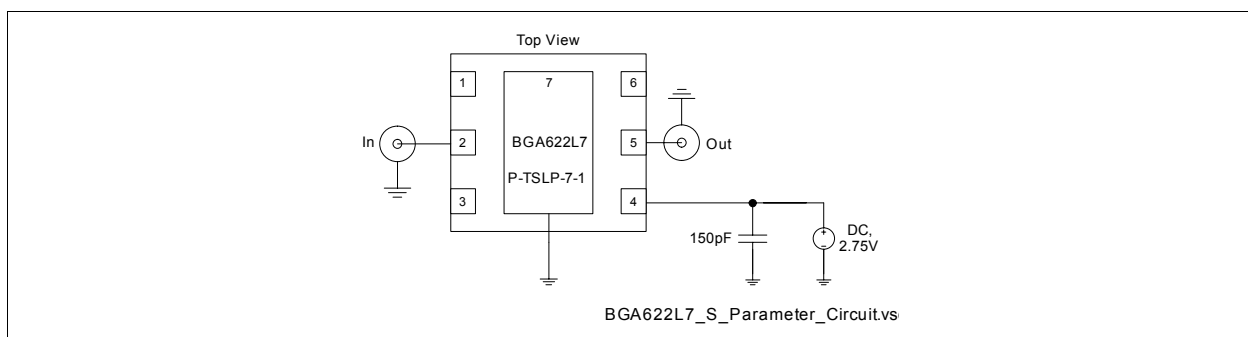 Top View
1
7
6
In
2
BGA622L7
5
Out
P-TSLP-7-1
3
4
150pF
DC,
2.75V
BGA622L7_S_Parameter_Circuit.vs